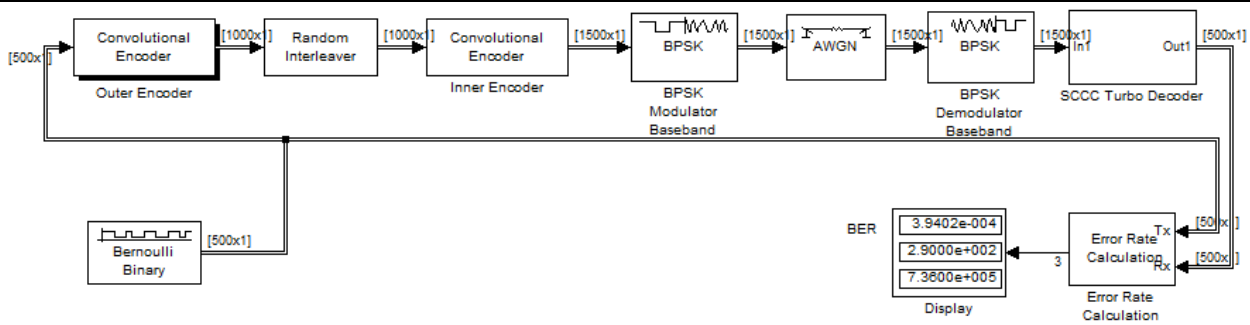 [500x1]
Convolutional
Encoder
Outer Encoder
[1000x1]
Random
Interleaver
[1000x1]
Convolutional
Encoder
Inner Encoder
[1500x1]
BPSK
BPSK
Modulator
Baseband
[1500x1]
AWGN
[1500x1]
BPSK
BPSK
Demodulator
Baseband
[1500x1]
In1
Out1
SCCC Turbo Decoder
[500x1]
Bernoulli
Binary
[500x1]
BER
3.9402e-004
2.9000e+002
7.3600e+005
Display
3
Error Rate
Calculation
Tx
Rx
[500x1]
[500x1]
Error Rate
Calculation